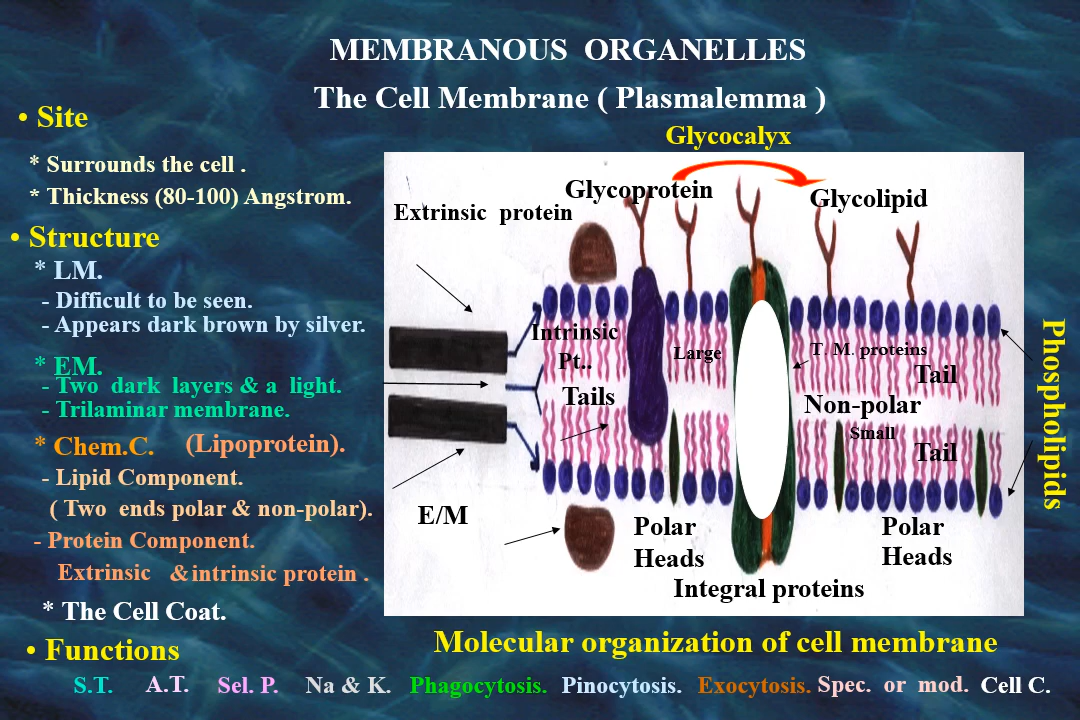 MEMBRANOUS ORGANELLES
The Cell Membrane ( Plasmalemma )
• Site
* Surrounds the cell .
* Thickness (80-100) Angstrom.
• Structure
* LM.
- Difficult to be seen.
- Appears dark brown by silver.
* EM.
- Two dark layers & a light.
- Trilaminar membrane.
* Chem.C. (Lipoprotein).
- Lipid Component.
( Two ends polar & non-polar).
- Protein Component.
Extrinsic & intrinsic protein .
* The Cell Coat.
• Functions
Glycocalyx
Glycoprotein
Glycolipid
Extrinsic protein
Intrinsic
Pt..
Large
T. M. proteins
Tail
Tails
Non-polar
Small
Tail
Phospholipids
E/M
Polar
Heads
Polar
Heads
Integral proteins
Molecular organization of cell membrane
S.T. A.T. Sel. P. Na & K. Phagocytosis. Pinocytosis. Exocytosis. Spec. or mod. Cell C.